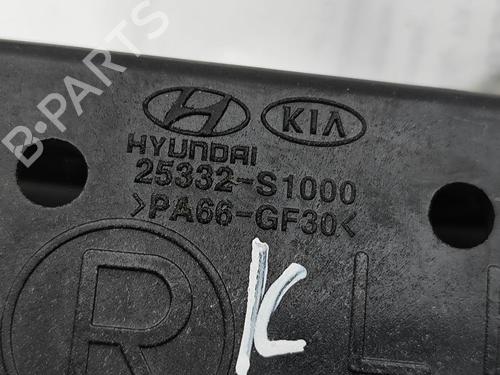 B-PARTS
KIA
HYUNDAI
25332-S1000
>PA66-GF30<
R L
K